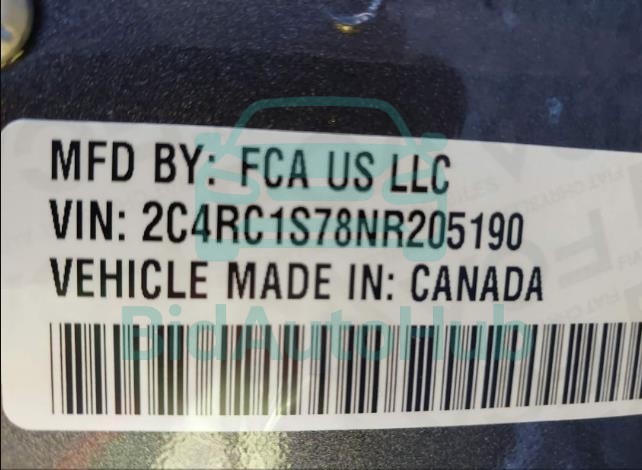 MFD BY: FCA US LLC
VIN: 2C4RC1S78NR205190
VEHICLE MADE IN: CANADA
BidAutoHub